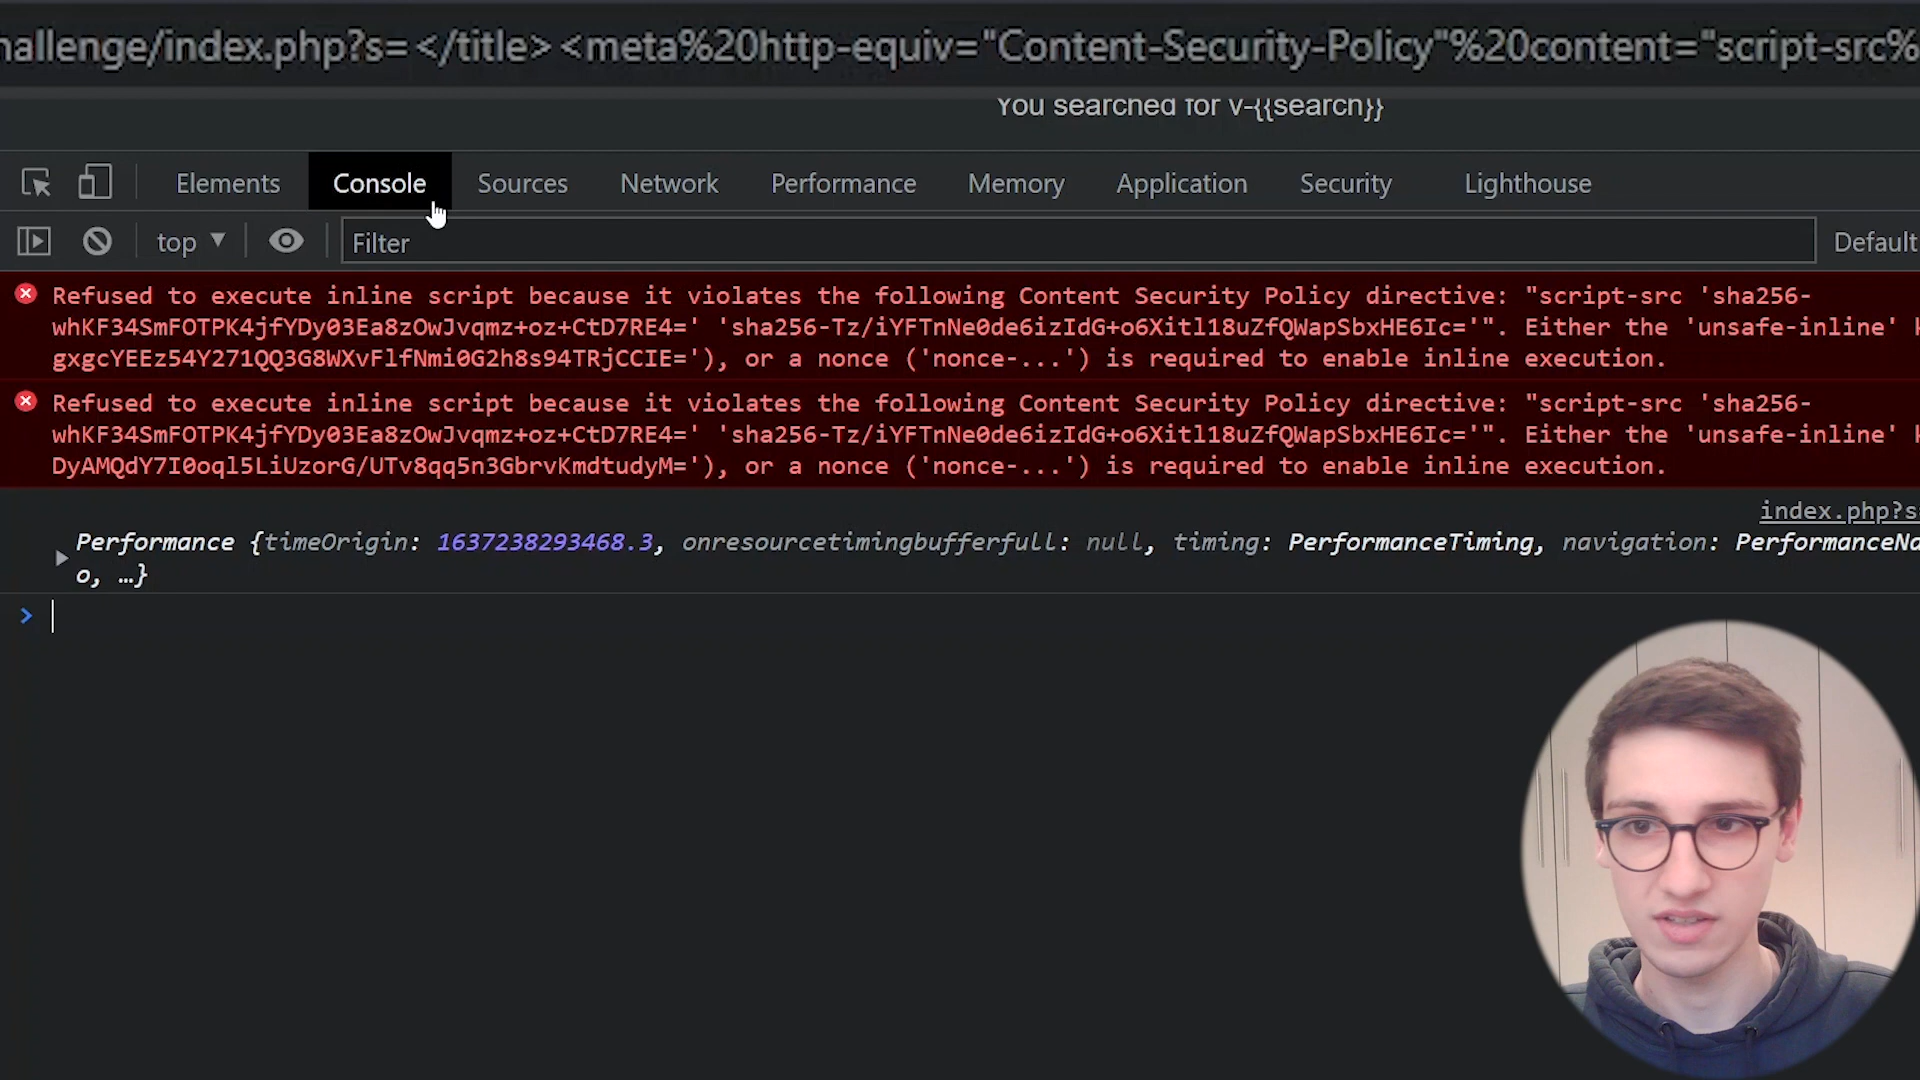 hallenge/index.php?s=</title><meta%20http-equiv="Content-Security-Policy"%20content="script-src%
You searched for v-{{search}}
Elements Console Sources Network Performance Memory Application Security Lighthouse
top ▼ Filter Default
Refused to execute inline script because it violates the following Content Security Policy directive: "script-src 'sha256-
whKF34SmFOTPK4jfYDy03Ea8zOwJvqmz+oz+CtD7RE4=' 'sha256-Tz/iYFTnNe0de6izIdG+o6Xitl18uZfQWapSbxHE6Ic='". Either the 'unsafe-inline' k
gxgcYEEz54Y271QQ3G8WXvFlfNmi0G2h8s94TRjCCIE='), or a nonce ('nonce-...') is required to enable inline execution.
Refused to execute inline script because it violates the following Content Security Policy directive: "script-src 'sha256-
whKF34SmFOTPK4jfYDy03Ea8zOwJvqmz+oz+CtD7RE4=' 'sha256-Tz/iYFTnNe0de6izIdG+o6Xitl18uZfQWapSbxHE6Ic='". Either the 'unsafe-inline' k
DyAMQdY7I0oql5LiUzorG/UTv8qq5n3GbrvKmdtudyM='), or a nonce ('nonce-...') is required to enable inline execution.
index.php?s
Performance {timeOrigin: 1637238293468.3, onresourcetimingbufferfull: null, timing: PerformanceTiming, navigation: PerformanceNa
o, …}